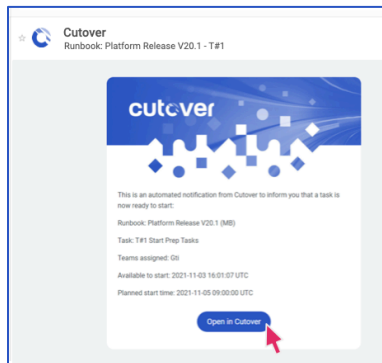 Cutover
Runbook: Platform Release V20.1 - T#1
cutover
This is an automated notification from Cutover to inform you that a task is
now ready to start:
Runbook: Platform Release V20.1 (MB)
Task: T#1 Start Prep Tasks
Teams assigned: Gti
Available to start: 2021-11-03 16:01:07 UTC
Planned start time: 2021-11-05 09:00:00 UTC
Open in Cutover